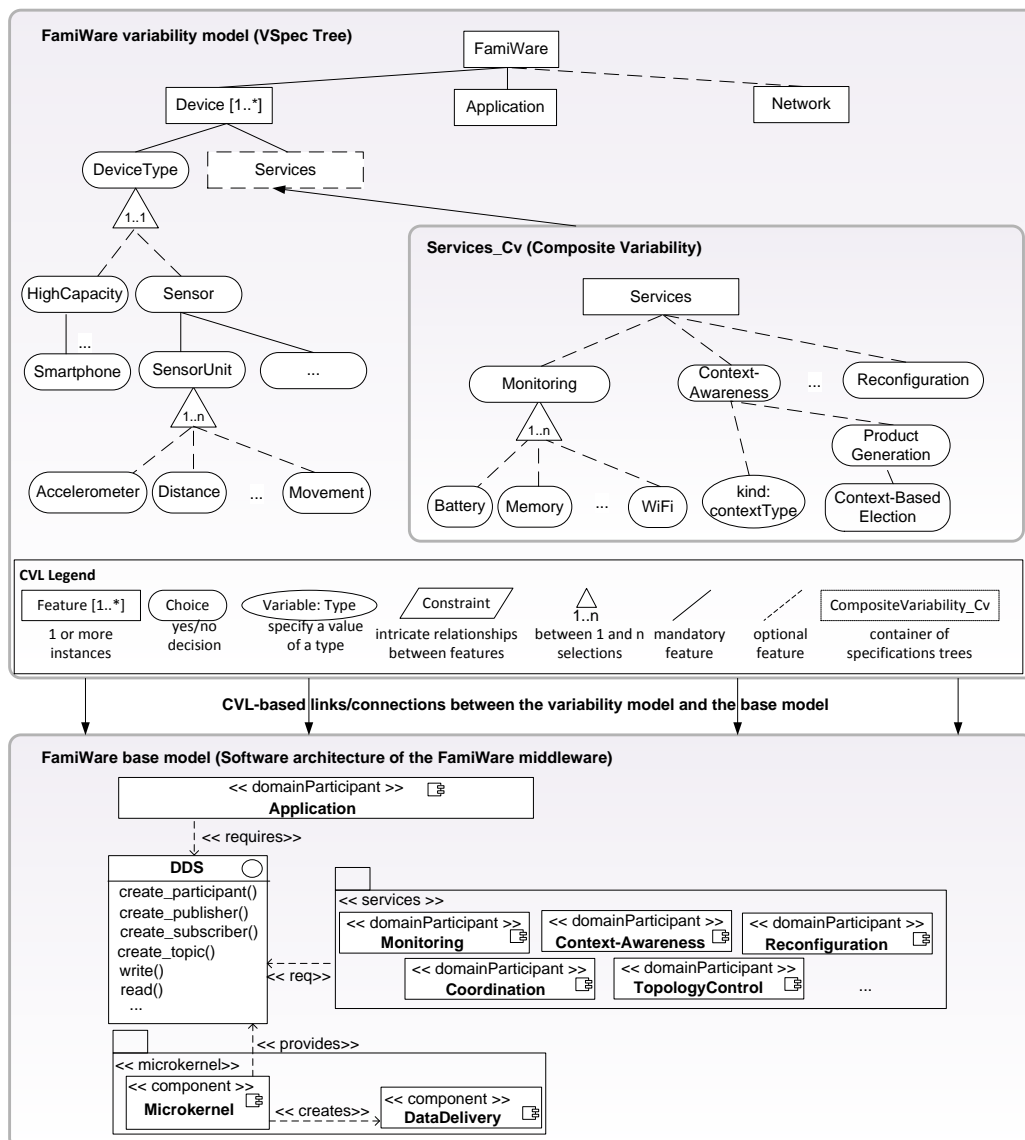 FamiWare variability model (VSpec Tree)
FamiWare
Device [1..*]
Application
Network
DeviceType
Services
1..1
Services_Cv (Composite Variability)
HighCapacity
Sensor
Services
...
Smartphone
SensorUnit
...
Monitoring
Context-
Awareness
...
Reconfiguration
1..n
1..n
Product
Generation
Accelerometer
Distance
...
Movement
Battery
Memory
...
WiFi
kind:
contextType
Context-Based
Election
CVL Legend
Feature [1..*]
1 or more
instances
Choice
yes/no
decision
Variable: Type
specify a value
of a type
Constraint
intricate relationships
between features
1..n
between 1 and n
selections
mandatory
feature
optional
feature
CompositeVariability_Cv
container of
specifications trees
CVL-based links/connections between the variability model and the base model
FamiWare base model (Software architecture of the FamiWare middleware)
<< domainParticipant >>
Application
<< requires>>
DDS
create_participant()
create_publisher()
create_subscriber()
create_topic()
write()
read()
...
<< services >>
<< domainParticipant >>
Monitoring
<< domainParticipant >>
Context-Awareness
<< domainParticipant >>
Reconfiguration
<< req>>
<< domainParticipant >>
Coordination
<< domainParticipant >>
TopologyControl
...
<< provides>>
<< microkernel>>
<< component >>
Microkernel
<< creates>>
<< component >>
DataDelivery